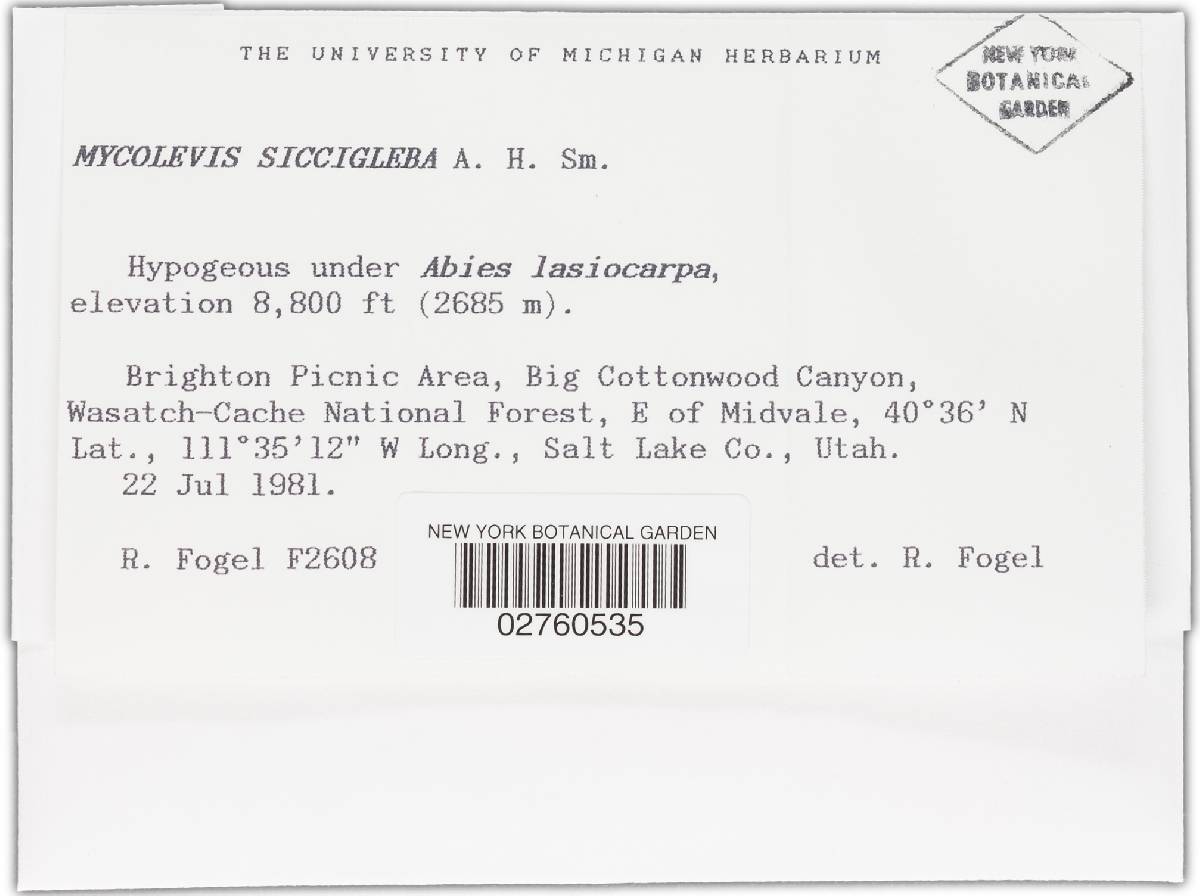 THE UNIVERSITY OF MICHIGAN HERBARIUM
NEW YORK
BOTANICAL
GARDEN
MYCOLEVIS SICCIGLEBA A. H. Sm.
Hypogeous under Abies lasiocarpa,
elevation 8,800 ft (2685 m).
Brighton Picnic Area, Big Cottonwood Canyon,
Wasatch-Cache National Forest, E of Midvale, 40°36' N
Lat., 111°35'12" W Long., Salt Lake Co., Utah.
22 Jul 1981.
R. Fogel F2608
NEW YORK BOTANICAL GARDEN
02760535
det. R. Fogel